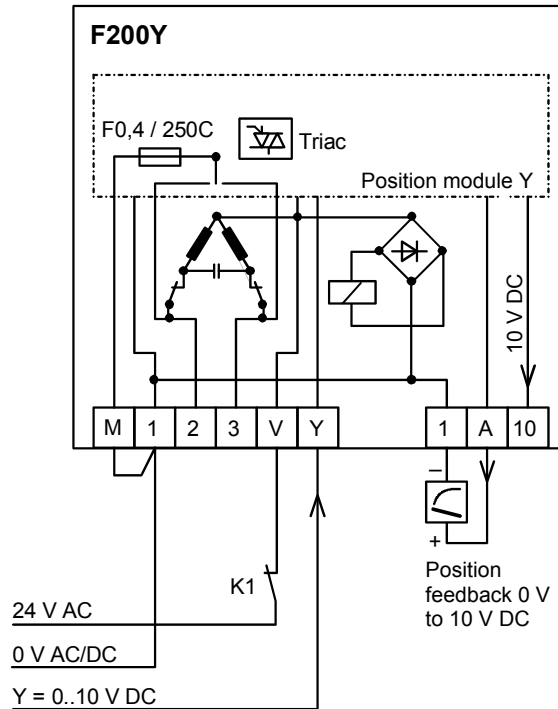 F200Y
F0,4 / 250C
Triac
Position module Y
10 V DC
M 1 2 3 V Y
1 A 10
–
+
K1
Position
feedback 0 V
to 10 V DC
24 V AC
0 V AC/DC
Y = 0..10 V DC